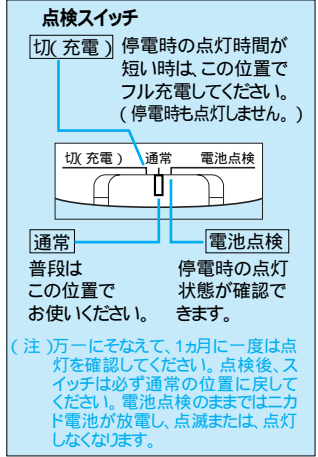 点検スイッチ
切(充電) 停電時の点灯時間が
短い時は、この位置で
フル充電してください。
(停電時も点灯しません。)
切(充電) 通常 電池点検
通常
普段は
この位置で
お使いください。
電池点検
停電時の点灯
状態が確認で
きます。
(注)万一にそなえて、1ヵ月に一度は点
灯を確認してください。点検後、ス
イッチは必ず通常の位置に戻して
ください。電池点検のままではニカ
ド電池が放電し、点滅または、点灯
しなくなります。